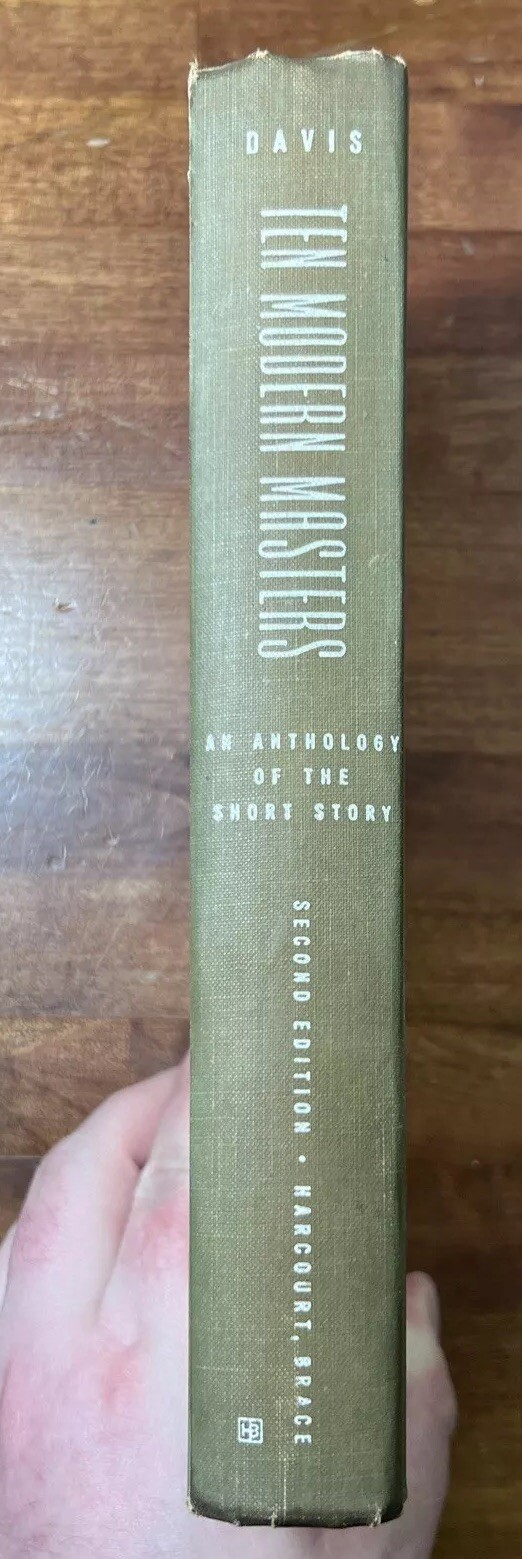 DAVIS
TEN MODERN MASTERS
AN ANTHOLOGY
OF THE
SHORT STORY
SECOND EDITION • HARCOURT, BRACE
HB